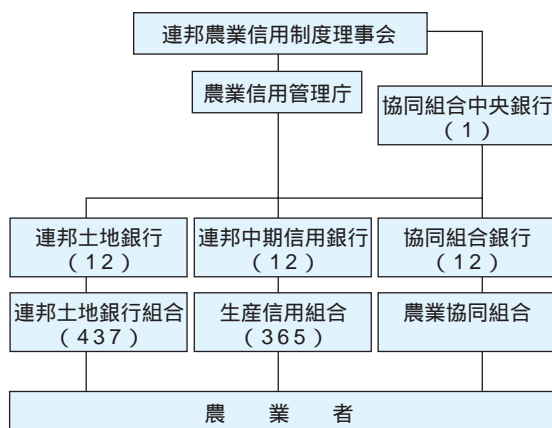 連邦農業信用制度理事会
農業信用管理庁
協同組合中央銀行
（１）
連邦土地銀行
（１２）
連邦中期信用銀行
（１２）
協同組合銀行
（１２）
連邦土地銀行組合
（４３７）
生産信用組合
（３６５）
農業協同組合
農　業　者